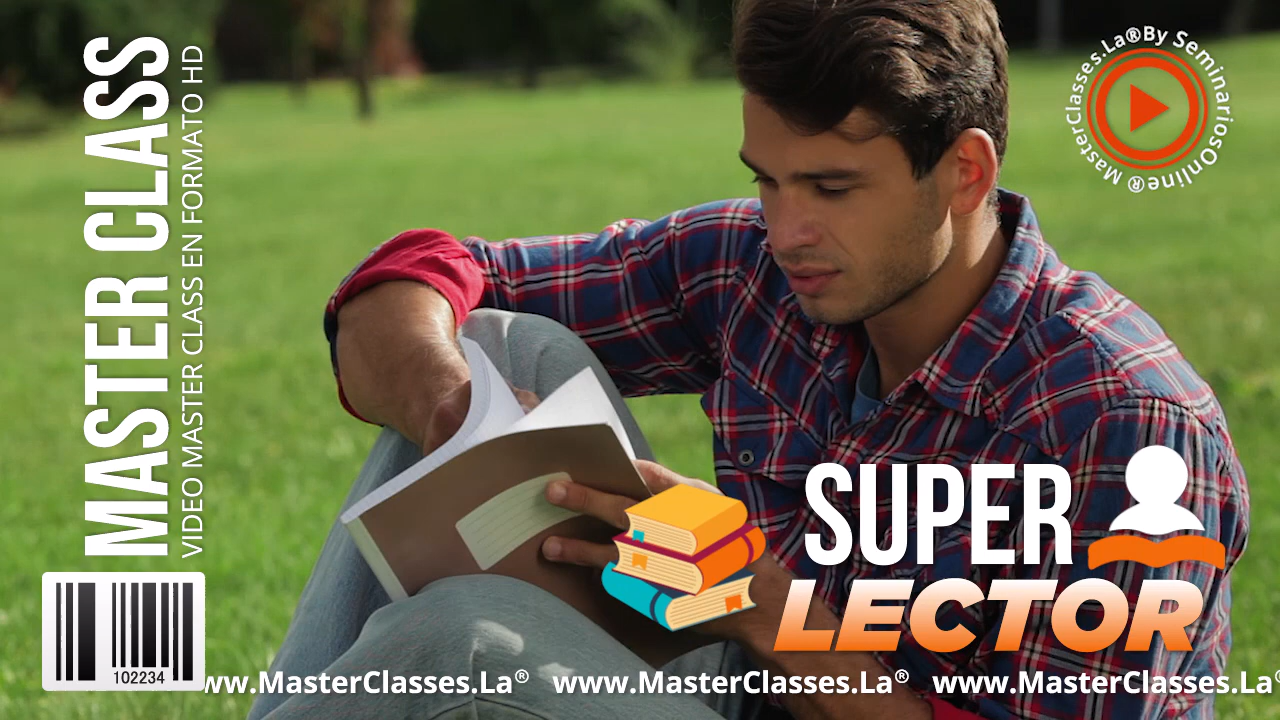 MASTER CLASS
VIDEO MASTER CLASS EN FORMATO HD
MasterClasses.La®By SeminariosOnline®
SUPER
LECTOR
102234
ww.MasterClasses.La® www.MasterClasses.La® www.MasterClasses.La®